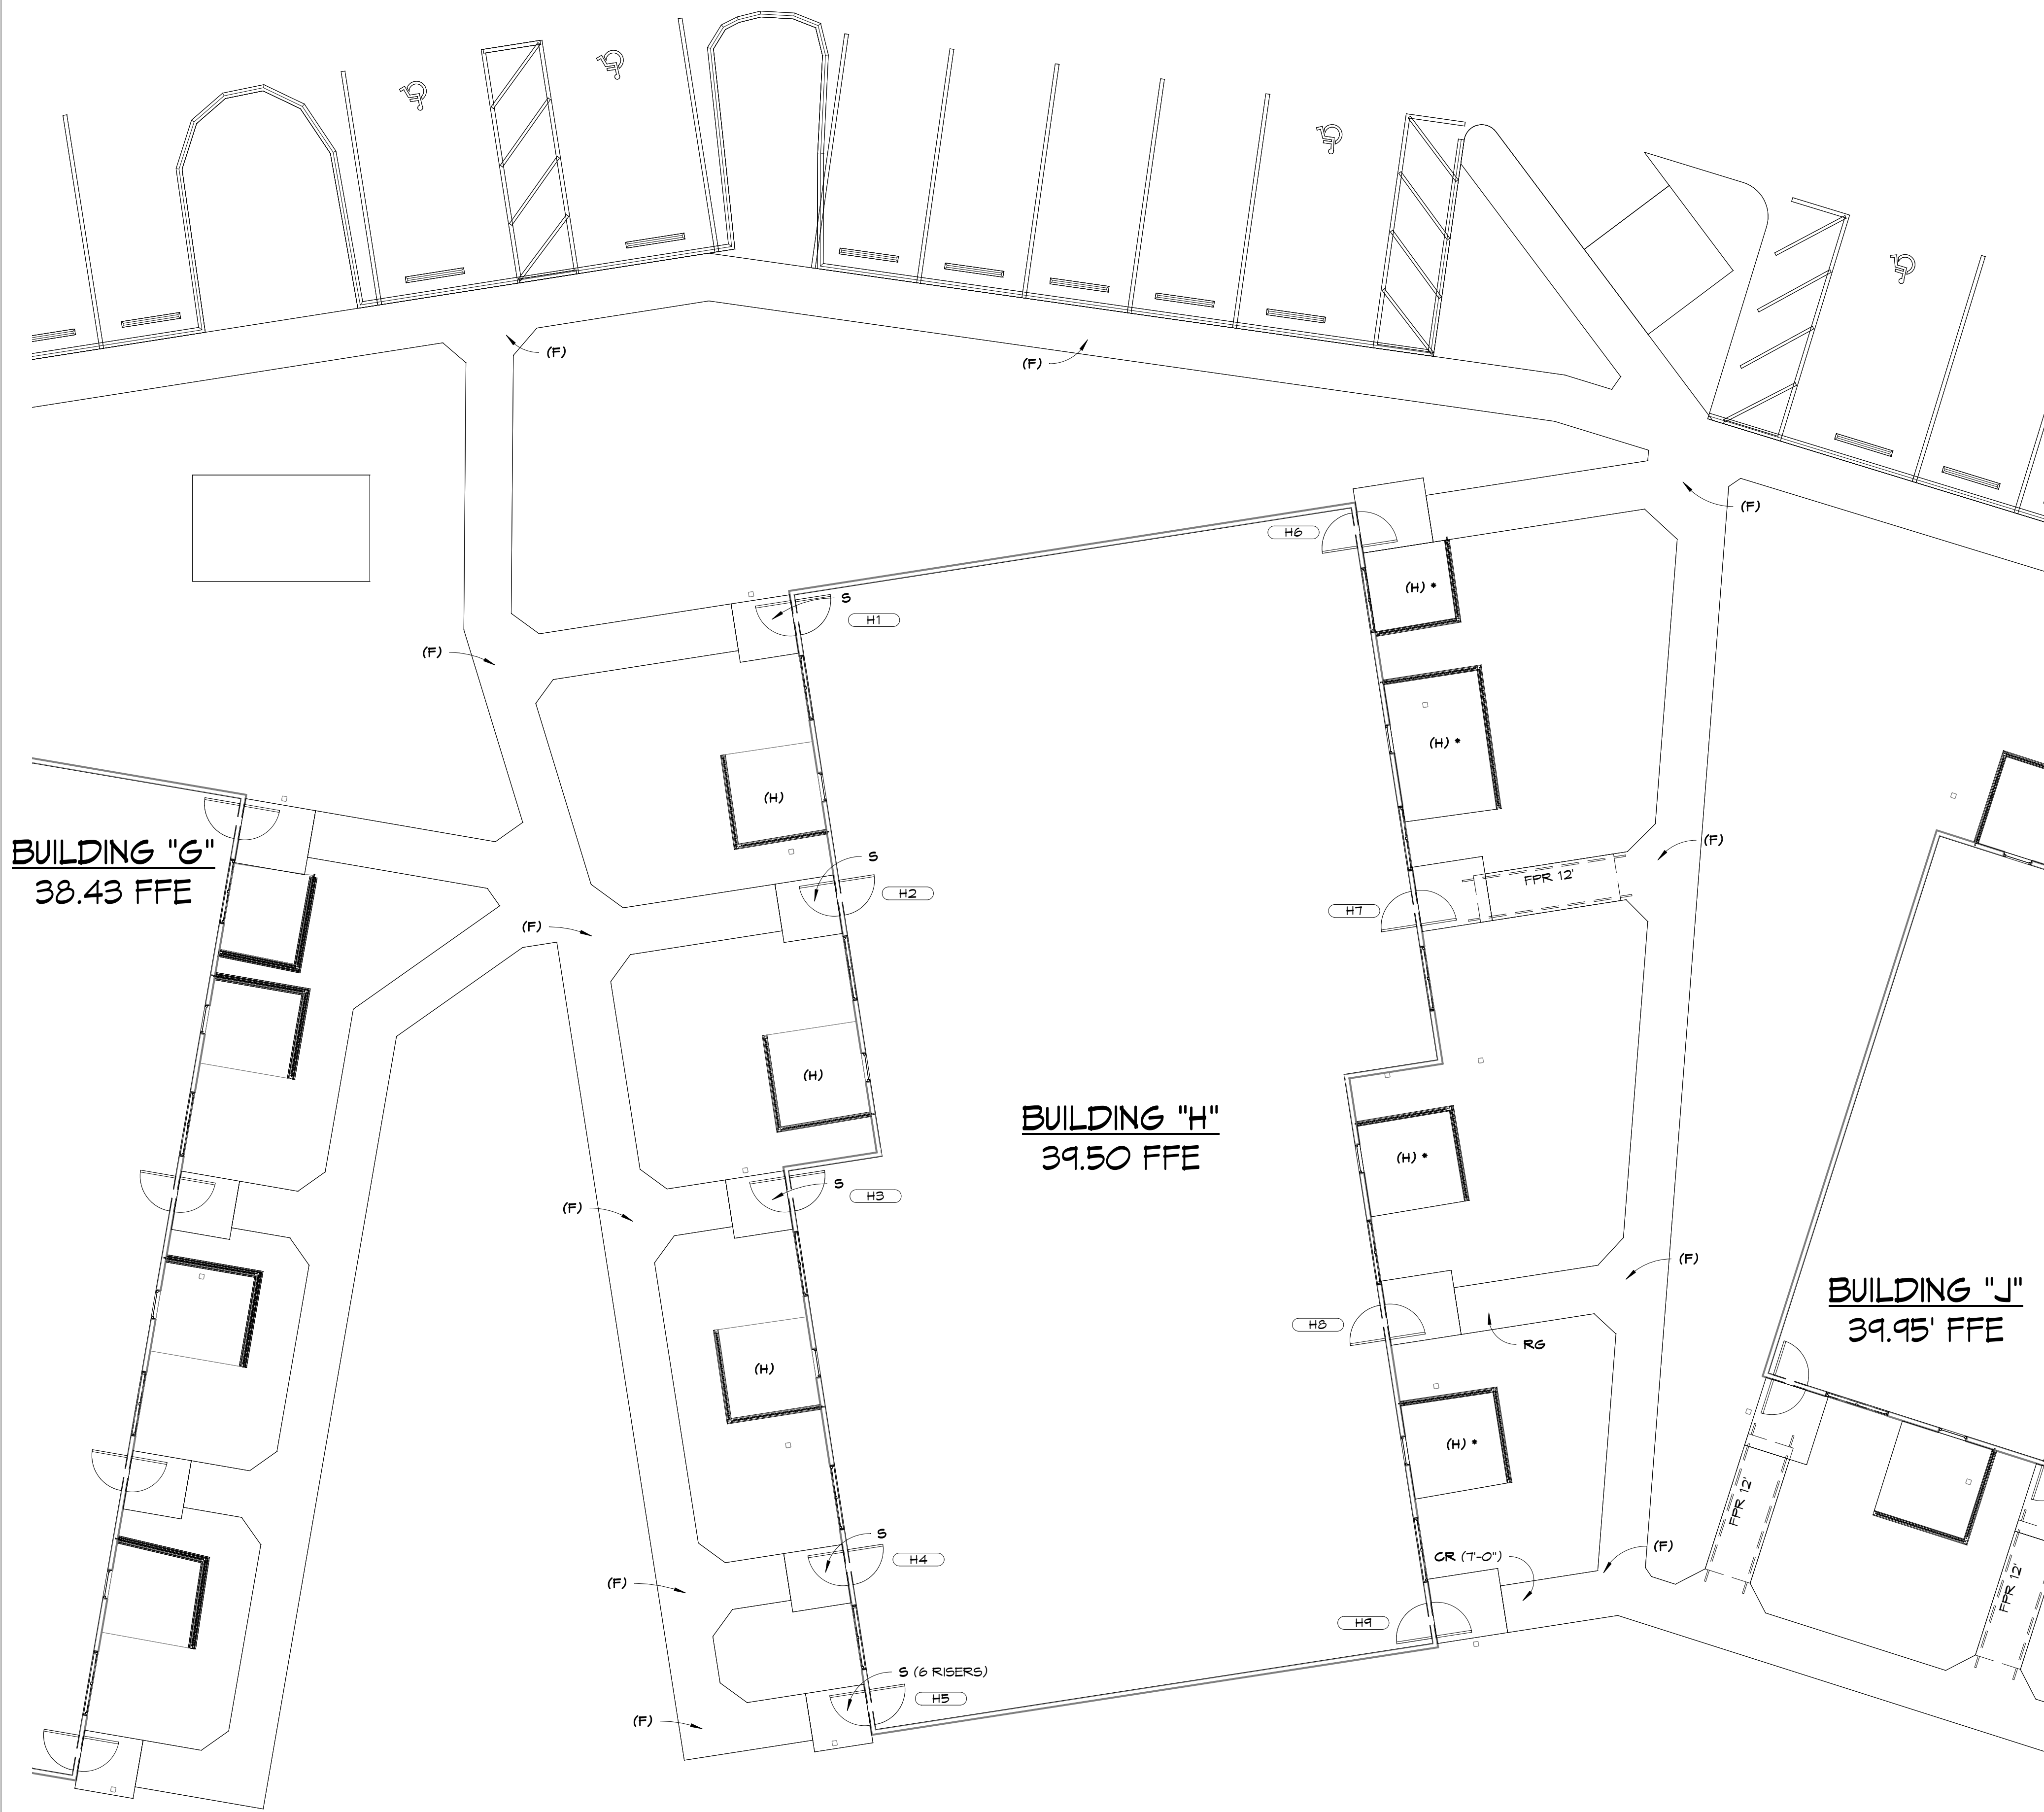 (F)
(F)
(F)
H6
(H) *
S
H1
(F)
(H) *
(H)
(F)
BUILDING "G"
38.43 FFE
S
H2
FPR 12'
H7
(F)
(H)
BUILDING "H"
39.50 FFE
(H) *
S
H3
(F)
(F)
BUILDING "J"
39.95' FFE
H8
RG
(H)
(H) *
FPR 12'
S
H4
(F)
CR (7'-0")
(F)
FPR 12'
H9
S (6 RISERS)
H5
(F)